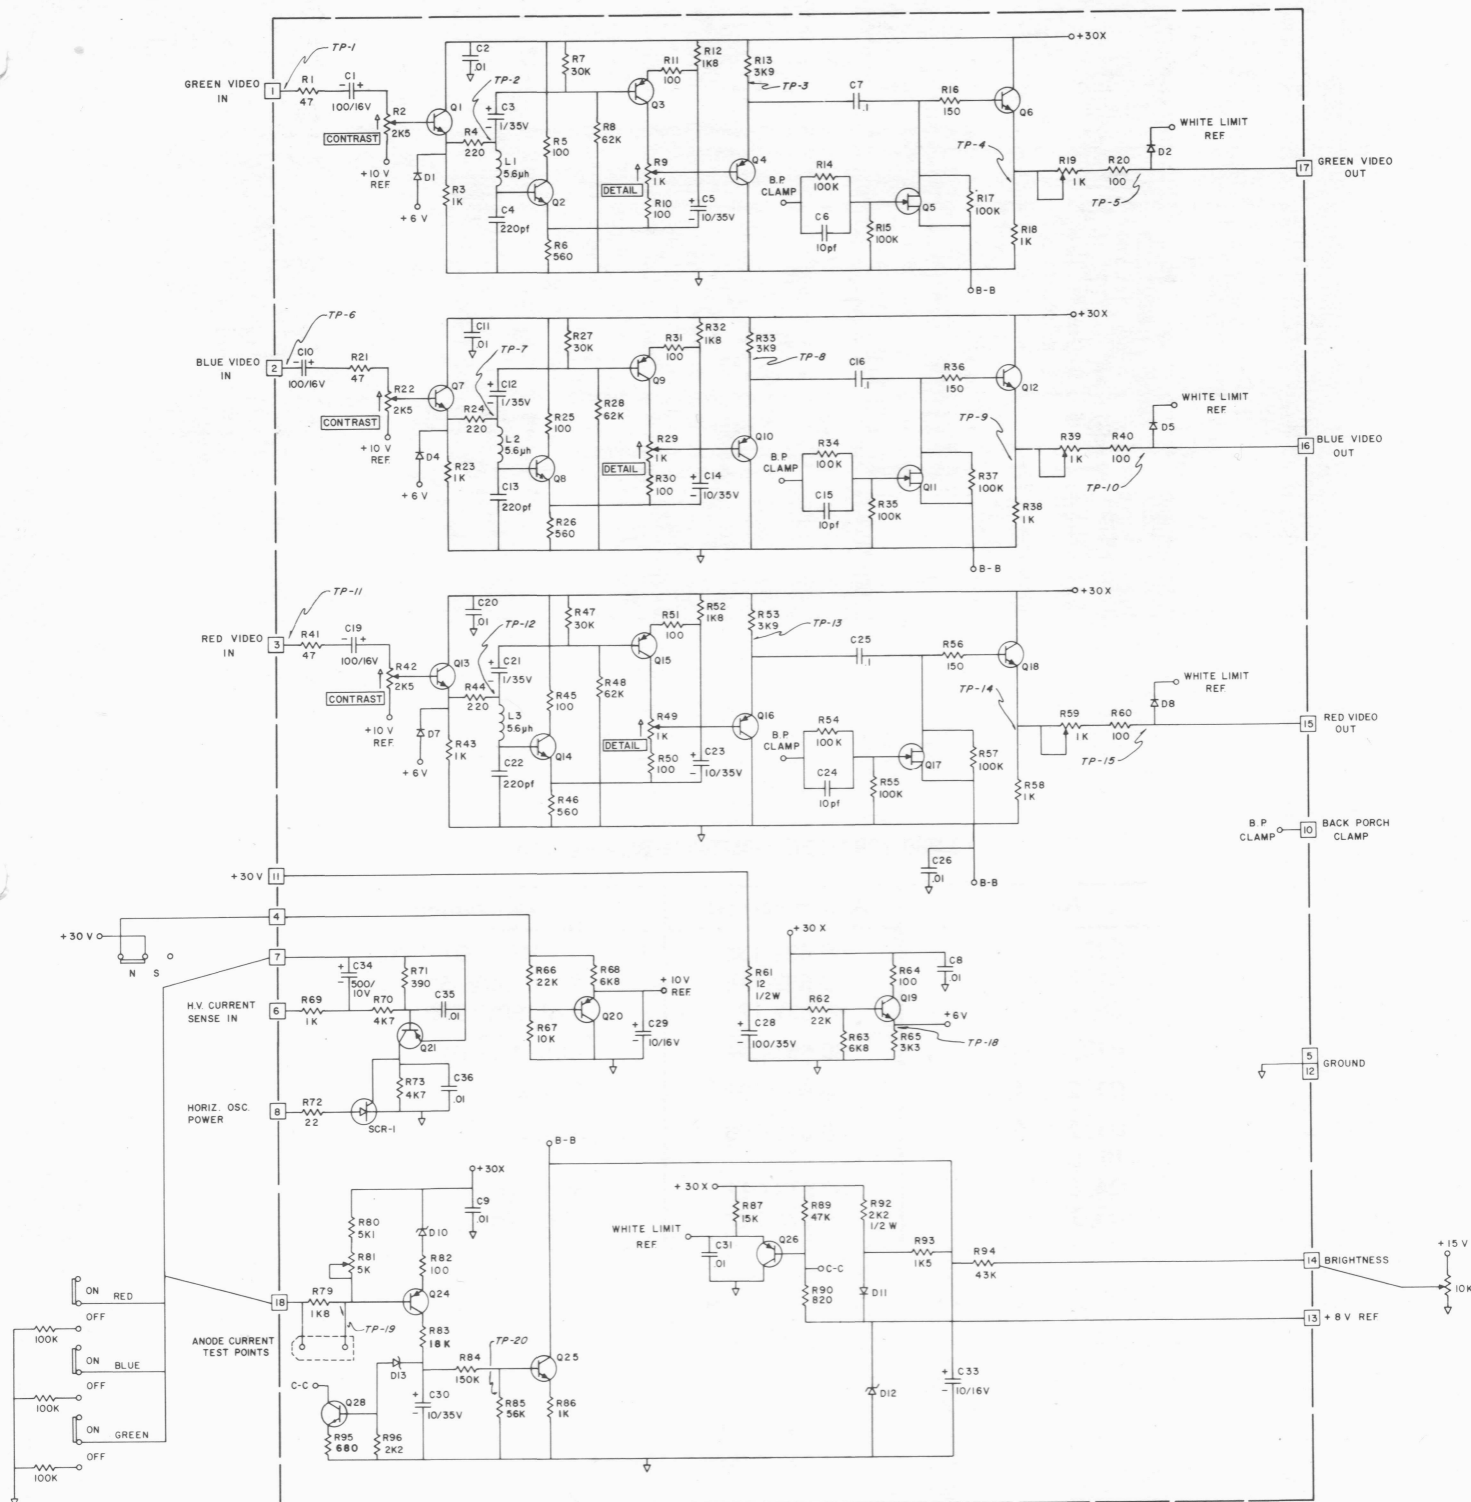 TP-1
GREEN VIDEO
IN
1
R1
47
C1
- +
100/16V
R2
2K5
CONTRAST
+10 V
REF.
Q1
D1
+6 V
R3
1K
R4
220
C2
.01
TP-2
C3
+
-
1/35V
L1
5.6µh
C4
220pf
Q2
R5
100
R6
560
R7
30K
R8
62K
Q3
R9
1K
DETAIL
R10
100
R11
100
R12
1K8
C5
+
-
10/35V
Q4
R13
3K9
TP-3
C7
.1
B.P
CLAMP
R14
100K
C6
10pf
R15
100K
Q5
R16
150
R17
100K
B-B
Q6
+30X
TP-4
R18
1K
R19
1K
R20
100
TP-5
D2
WHITE LIMIT
REF
17
GREEN VIDEO
OUT
TP-6
BLUE VIDEO
IN
2
C10
- +
100/16V
R21
47
R22
2K5
CONTRAST
+10 V
REF.
Q7
D4
+6 V
R23
1K
R24
220
C11
.01
TP-7
C12
+
-
1/35V
L2
5.6µh
C13
220pf
Q8
R25
100
R26
560
R27
30K
R28
62K
Q9
R29
1K
DETAIL
R30
100
R31
100
R32
1K8
C14
+
-
10/35V
Q10
R33
3K9
TP-8
C16
.1
B.P
CLAMP
R34
100K
C15
10pf
R35
100K
Q11
R36
150
R37
100K
B-B
Q12
+30X
TP-9
R38
1K
R39
1K
R40
100
TP-10
D5
WHITE LIMIT
REF.
16
BLUE VIDEO
OUT
TP-11
RED VIDEO
IN
3
R41
47
C19
- +
100/16V
R42
2K5
CONTRAST
+10 V
REF.
Q13
D7
+6 V
R43
1K
R44
220
C20
.01
TP-12
C21
+
-
1/35V
L3
5.6µh
C22
220pf
Q14
R45
100
R46
560
R47
30K
R48
62K
Q15
R49
1K
DETAIL
R50
100
R51
100
R52
1K8
C23
+
-
10/35V
Q16
R53
3K9
TP-13
C25
.1
B.P
CLAMP
R54
100K
C24
10pf
R55
100K
Q17
R56
150
R57
100K
Q18
+30X
TP-14
R58
1K
R59
1K
R60
100
TP-15
D8
WHITE LIMIT
REF.
15
RED VIDEO
OUT
B.P
CLAMP
10
BACK PORCH
CLAMP
C26
.01
B-B
+30V
11
4
+30 V
N S
7
H.V. CURRENT
SENSE IN
6
R69
1K
+
-
C34
500/
10V
R70
4K7
R71
390
C35
.01
Q21
R73
4K7
C36
.01
HORIZ. OSC.
POWER
8
R72
22
SCR-1
R66
22K
R67
10K
R68
6K8
Q20
+10V
REF.
C29
+
-
10/16V
+30 X
R61
12
1/2W
C28
+
-
100/35V
R62
22K
R63
6K8
R64
100
Q19
R65
3K3
C8
.01
+6V
TP-18
5
12
GROUND
B-B
+30X
C9
.01
R80
5K1
R81
5K
D10
R82
100
Q24
18
R79
1K8
TP-19
ANODE CURRENT
TEST POINTS
R83
18K
D13
C-C
Q28
R95
680
R96
2K2
C30
+
-
10/35V
R84
150K
TP-20
R85
56K
Q25
R86
1K
+30 X
WHITE LIMIT
REF
C31
.01
R87
15K
Q26
R89
47K
C-C
R90
820
R92
2K2
1/2 W
D11
R93
1K5
R94
43K
D12
C33
+
-
10/16V
14
BRIGHTNESS
+15 V
10K
13
+8V REF
ON
RED
OFF
100K
ON
BLUE
OFF
100K
ON
GREEN
OFF
100K